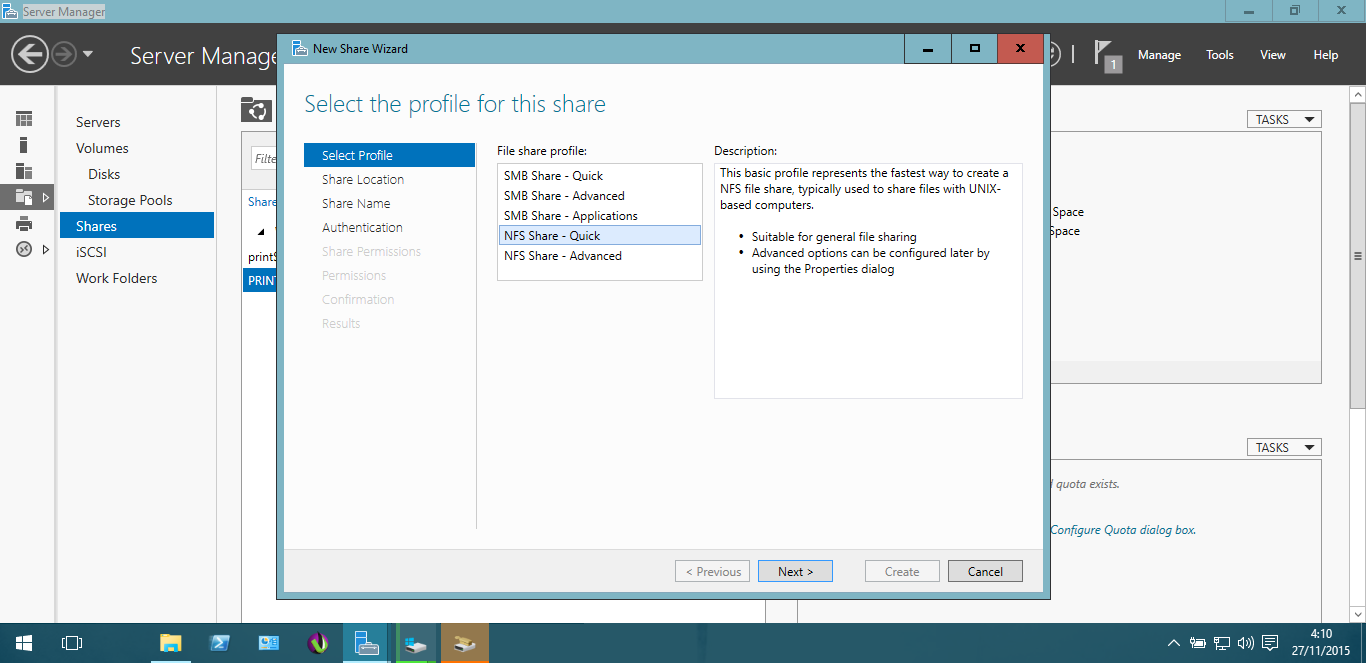 Server Manager
Server Manage
1
Manage
Tools
View
Help
Servers
Volumes
Disks
Storage Pools
Shares
iSCSI
Work Folders
Filte
Share
printS
PRINT
New Share Wizard
Select the profile for this share
Select Profile
Share Location
Share Name
Authentication
Share Permissions
Permissions
Confirmation
Results
File share profile:
SMB Share - Quick
SMB Share - Advanced
SMB Share - Applications
NFS Share - Quick
NFS Share - Advanced
Description:
This basic profile represents the fastest way to create a
NFS file share, typically used to share files with UNIX-
based computers.
• Suitable for general file sharing
• Advanced options can be configured later by
using the Properties dialog
< Previous
Next >
Create
Cancel
TASKS
Space
Space
TASKS
quota exists.
Configure Quota dialog box.
4:10
27/11/2015